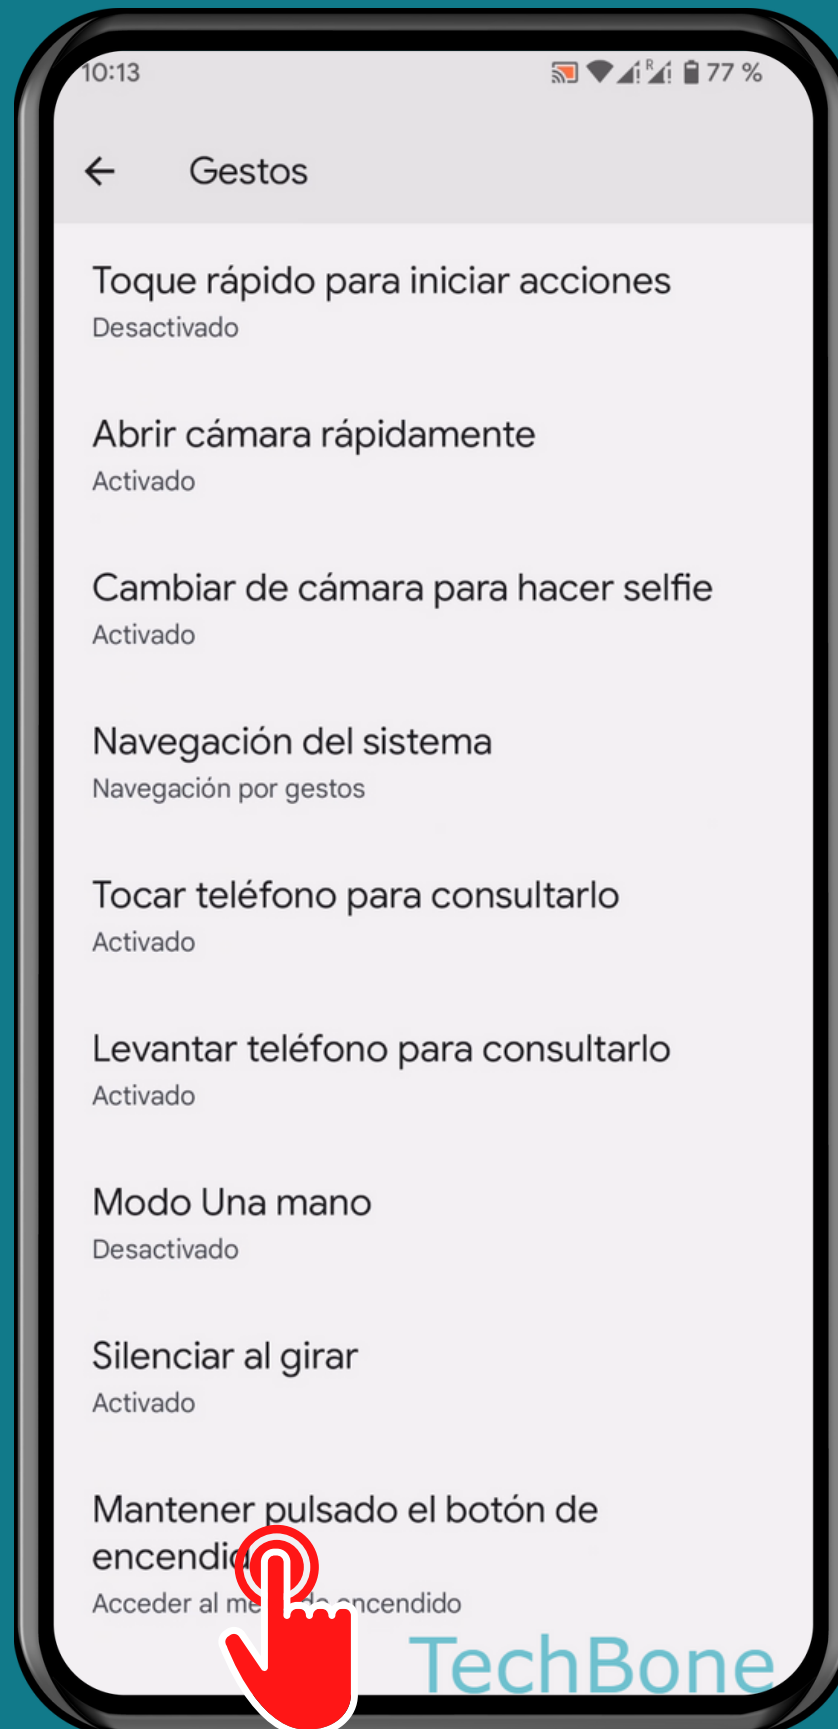 10:13
R
77 %
Gestos
Toque rápido para iniciar acciones
Desactivado
Abrir cámara rápidamente
Activado
Cambiar de cámara para hacer selfie
Activado
Navegación del sistema
Navegación por gestos
Tocar teléfono para consultarlo
Activado
Levantar teléfono para consultarlo
Activado
Modo Una mano
Desactivado
Silenciar al girar
Activado
Mantener pulsado el botón de
Acceder al encendido
TechBone